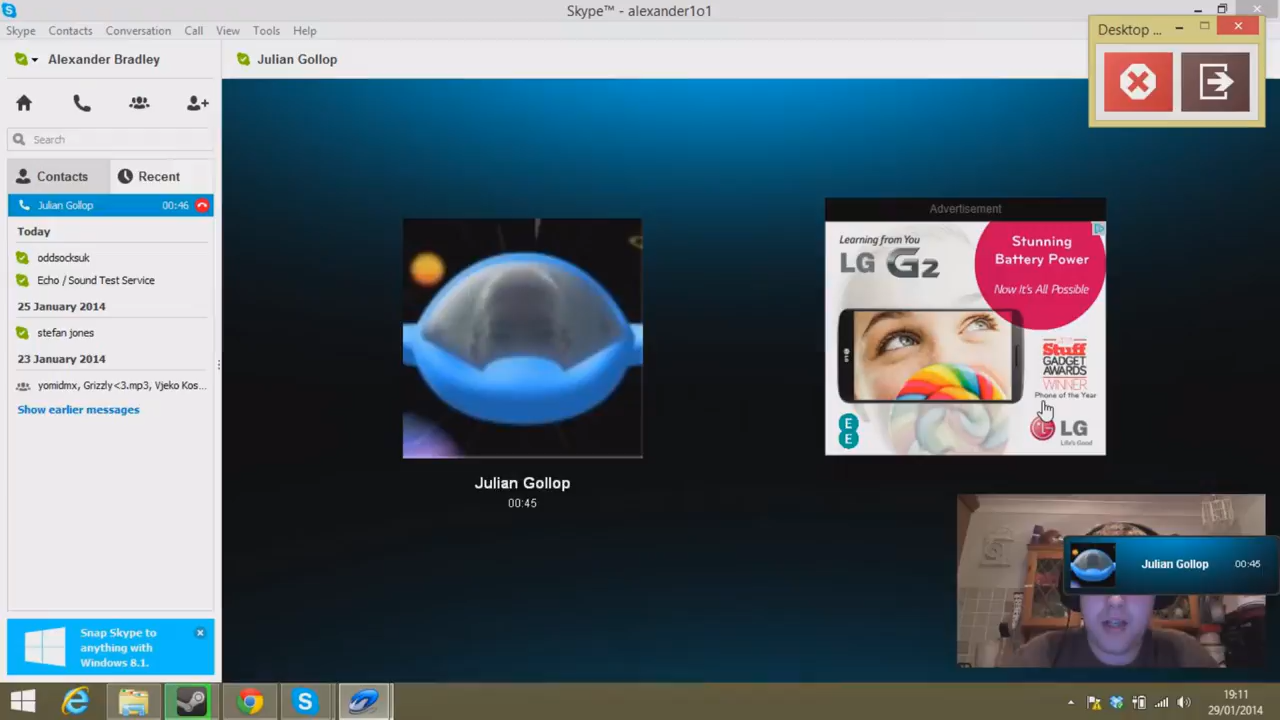 Skype™ - alexander1o1
Skype Contacts Conversation Call View Tools Help
Desktop ...
Alexander Bradley
Julian Gollop
Search
Contacts
Recent
Julian Gollop 00:46
Today
oddsocksuk
Echo / Sound Test Service
25 January 2014
stefan jones
23 January 2014
yomidmx, Grizzly<3.mp3, Vjeko Kos...
Show earlier messages
Advertisement
Learning from You
LG G2
Stunning
Battery Power
Now It's All Possible
Stuff
GADGET
AWARDS
WINNER
Phone of the Year
EE
LG
Life's Good
Julian Gollop
00:45
Julian Gollop 00:45
Snap Skype to
anything with
Windows 8.1.
19:11
29/01/2014